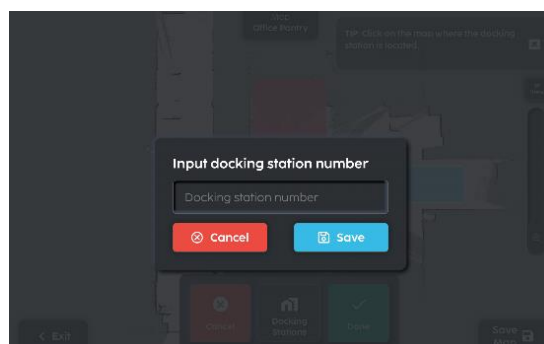 Office Pantry
TIP: Click on the map where the docking
station is located
Input docking station number
Docking station number
Cancel
Save
Cancel
Docking
Stations
Done
Exit
Save
Map